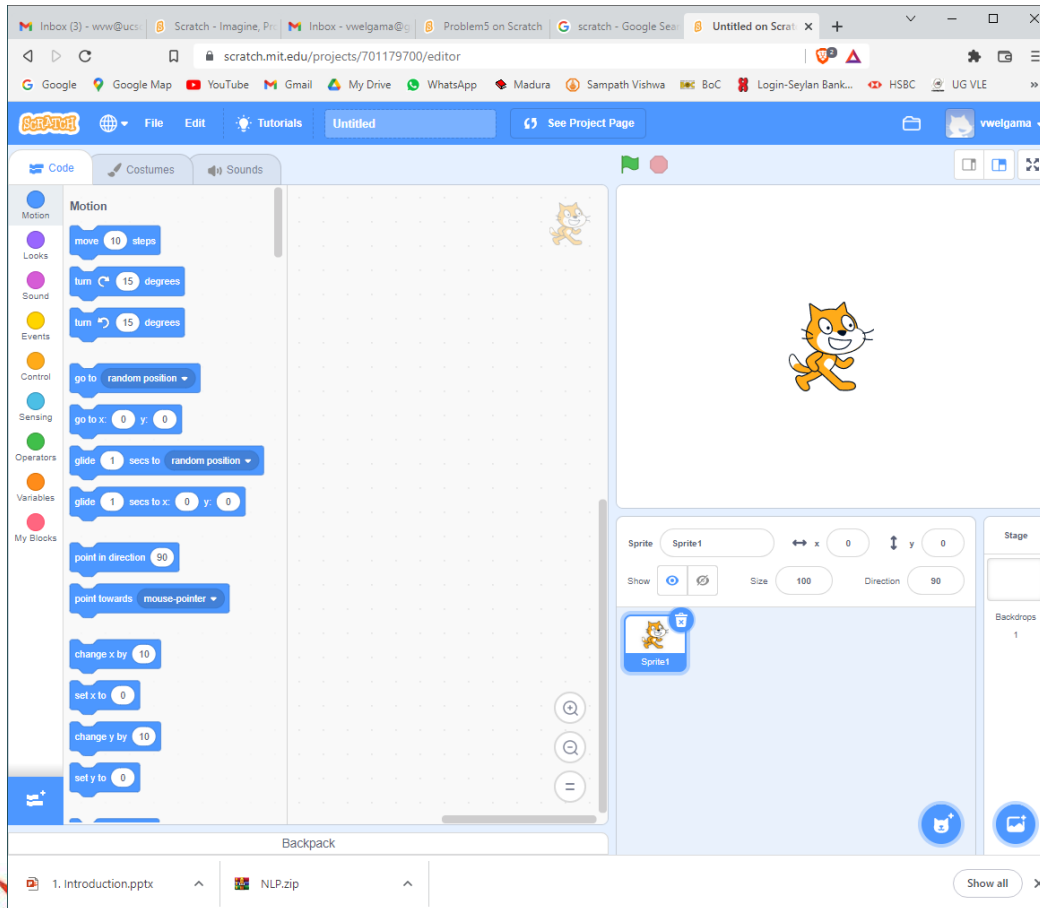 Inbox (3) - wvw@ucs
Scratch - Imagine, Pro
Inbox - vwelgama@g
Problem5 on Scratch
scratch - Google Sear
Untitled on Scrat
scratch.mit.edu/projects/701179700/editor
2
Google
Google Map
YouTube
Gmail
My Drive
WhatsApp
Madura
Sampath Vishwa
BoC
Login-Seylan Bank...
HSBC
UG VLE
»
SCRATCH
File
Edit
Tutorials
Untitled
See Project Page
vwelgama
Code
Costumes
Sounds
Motion
Looks
Sound
Events
Control
Sensing
Operators
Variables
My Blocks
Motion
move 10 steps
turn 15 degrees
turn 15 degrees
go to random position
go to x: 0 y: 0
glide 1 secs to random position
glide 1 secs to x: 0 y: 0
point in direction 90
point towards mouse-pointer
change x by 10
set x to 0
change y by 10
set y to 0
Backpack
Sprite Sprite1 x 0 y 0
Show Size 100 Direction 90
Sprite1
Stage
Backdrops
1
1. Introduction.pptx
NLP.zip
Show all